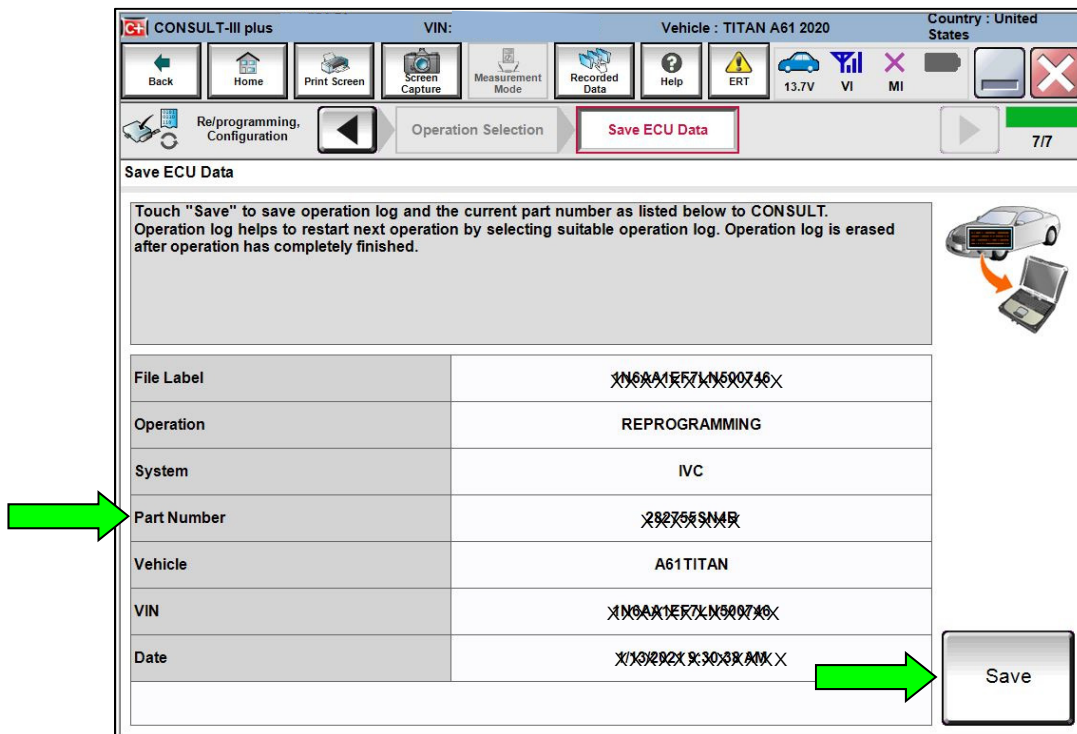 C+ CONSULT-III plus VIN: Vehicle : TITAN A61 2020 Country : United States
Back Home Print Screen Screen Capture Measurement Mode Recorded Data Help ERT 13.7V VI MI
Re/programming, Configuration Operation Selection Save ECU Data 7/7
Save ECU Data
Touch "Save" to save operation log and the current part number as listed below to CONSULT.
Operation log helps to restart next operation by selecting suitable operation log. Operation log is erased
after operation has completely finished.
File Label
Operation REPROGRAMMING
System IVC
Part Number
Vehicle A61TITAN
VIN
Date
Save